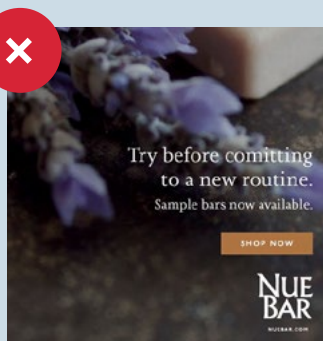 Try before comitting
to a new routine.
Sample bars now available.
SHOP NOW
NUE
BAR
NUEBAR.COM